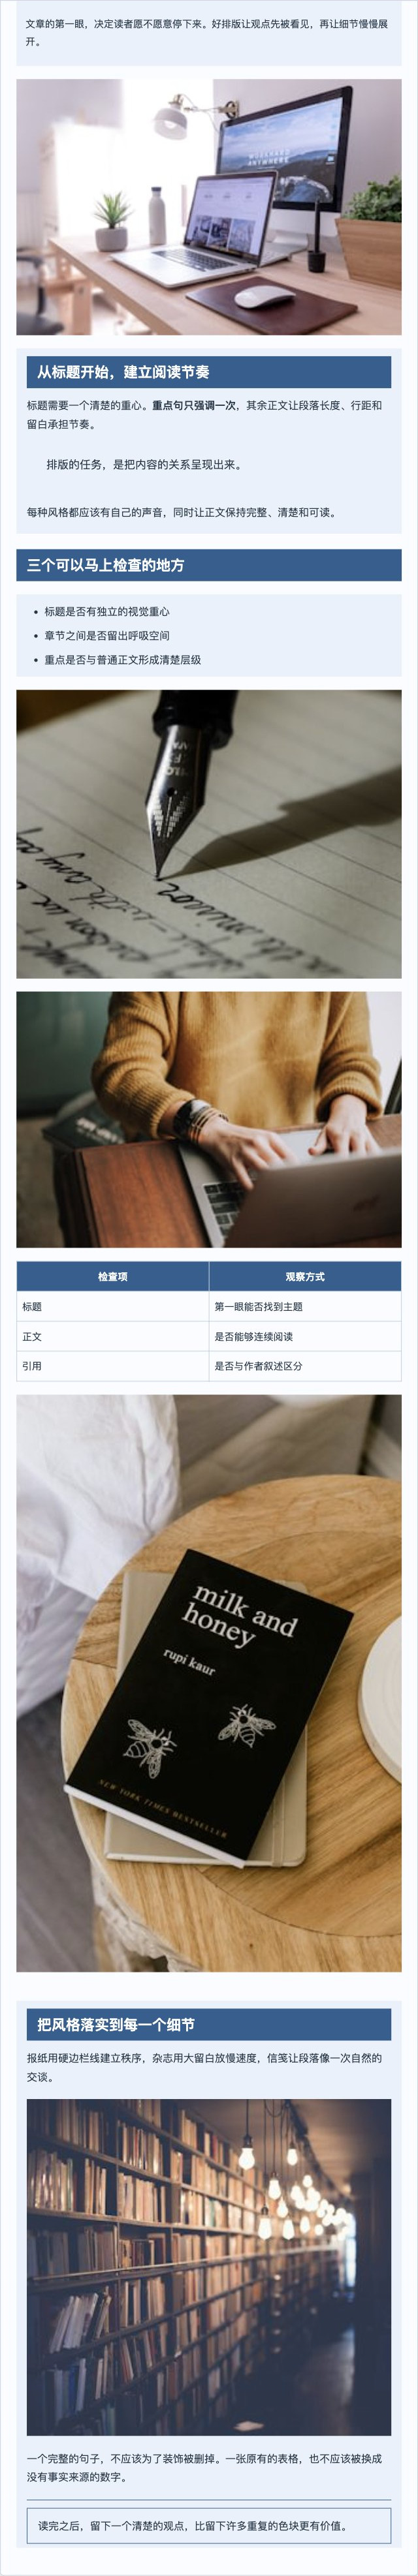 文章的第一眼，决定读者愿不愿意停下来。好排版让观点先被看见，再让细节慢慢展
开。
WORK HARD
ANYWHERE
从标题开始，建立阅读节奏
标题需要一个清楚的重心。重点句只强调一次，其余正文让段落长度、行距和
留白承担节奏。
排版的任务，是把内容的关系呈现出来。
每种风格都应该有自己的声音，同时让正文保持完整、清楚和可读。
三个可以马上检查的地方
• 标题是否有独立的视觉重心
• 章节之间是否留出呼吸空间
• 重点是否与普通正文形成清楚层级
检查项 观察方式
标题 第一眼能否找到主题
正文 是否能够连续阅读
引用 是否与作者叙述区分
milk and
honey
rupi kaur
NEW YORK TIMES BESTSELLER
把风格落实到每一个细节
报纸用硬边栏线建立秩序，杂志用大留白放慢速度，信笺让段落像一次自然的
交谈。
一个完整的句子，不应该为了装饰被删掉。一张原有的表格，也不应该被换成
没有事实来源的数字。
读完之后，留下一个清楚的观点，比留下许多重复的色块更有价值。